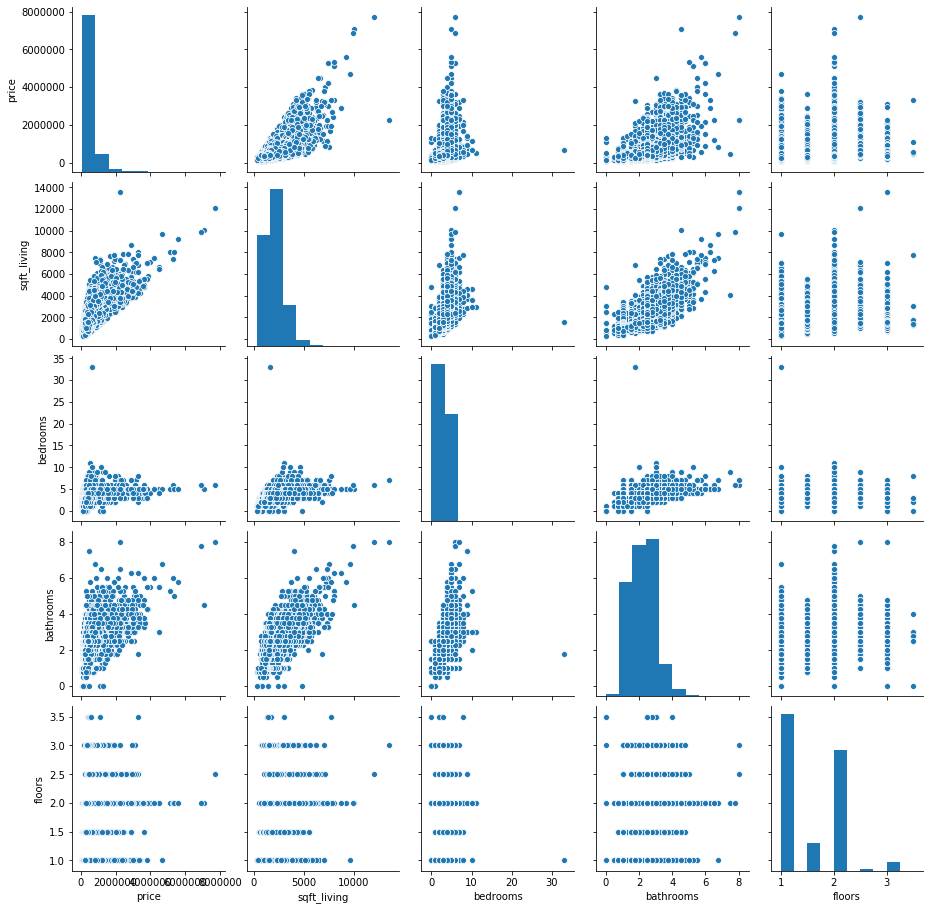 8000000
6000000
4000000
2000000
0
price
14000
12000
10000
8000
6000
4000
2000
0
sqft_living
35
30
25
20
15
10
5
0
bedrooms
8
6
4
2
0
bathrooms
3.5
3.0
2.5
2.0
1.5
1.0
floors
0 2000000 4000000 6000000 8000000
0 5000 10000
0 10 20 30
0 2 4 6 8
1 2 3
price sqft_living bedrooms bathrooms floors